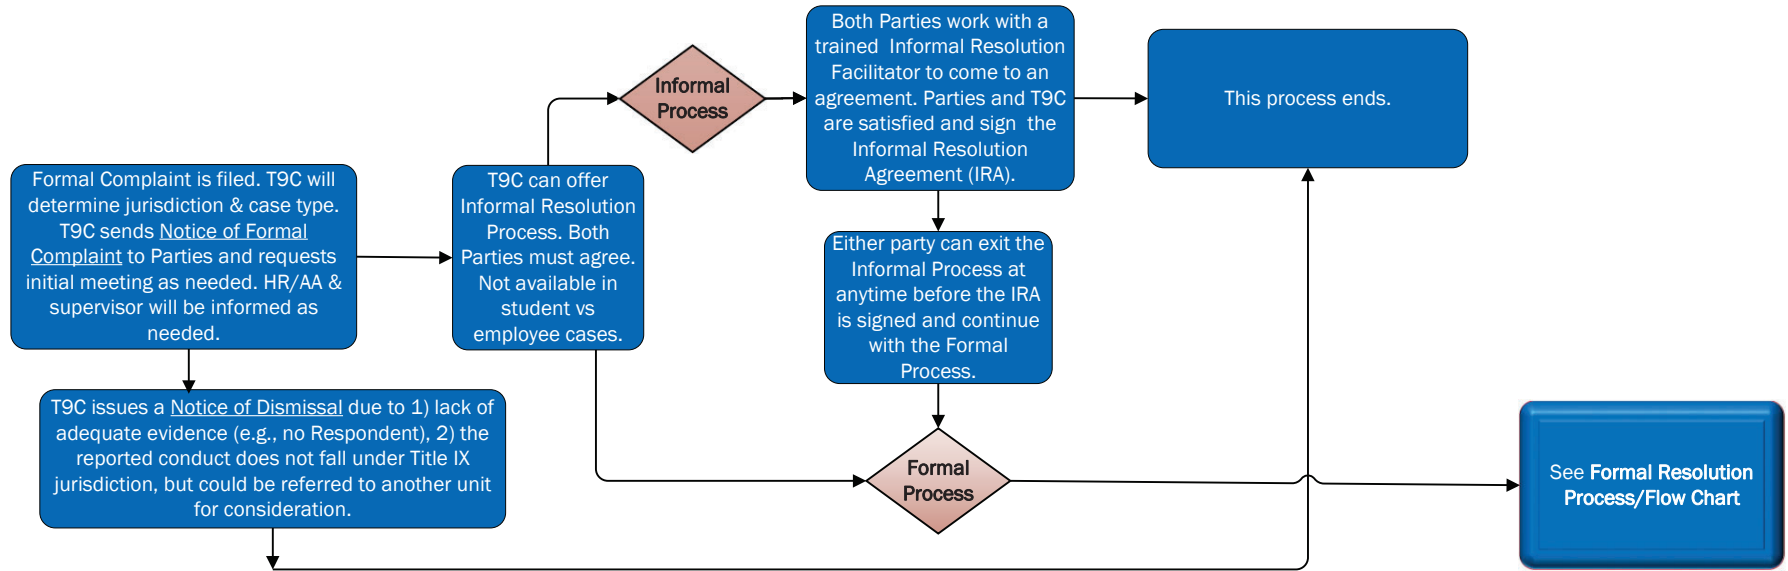 Formal Complaint is filed. T9C will
determine jurisdiction & case type.
T9C sends Notice of Formal
Complaint to Parties and requests
initial meeting as needed. HR/AA &
supervisor will be informed as
needed.
T9C issues a Notice of Dismissal due to 1) lack of
adequate evidence (e.g., no Respondent), 2) the
reported conduct does not fall under Title IX
jurisdiction, but could be referred to another unit
for consideration.
T9C can offer
Informal Resolution
Process. Both
Parties must agree.
Not available in
student vs
employee cases.
Informal
Process
Both Parties work with a
trained Informal Resolution
Facilitator to come to an
agreement. Parties and T9C
are satisfied and sign the
Informal Resolution
Agreement (IRA).
This process ends.
Either party can exit the
Informal Process at
anytime before the IRA
is signed and continue
with the Formal
Process.
Formal
Process
See Formal Resolution
Process/Flow Chart